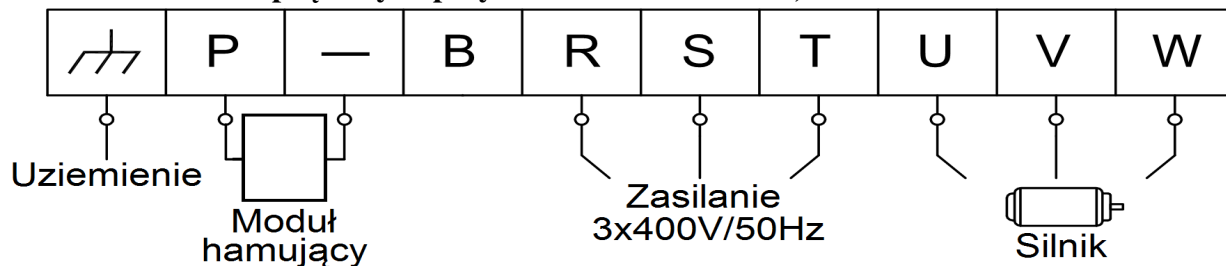 P — B R S T U V W
Uziemienie
Moduł
hamujący
Zasilanie
3x400V/50Hz
Silnik